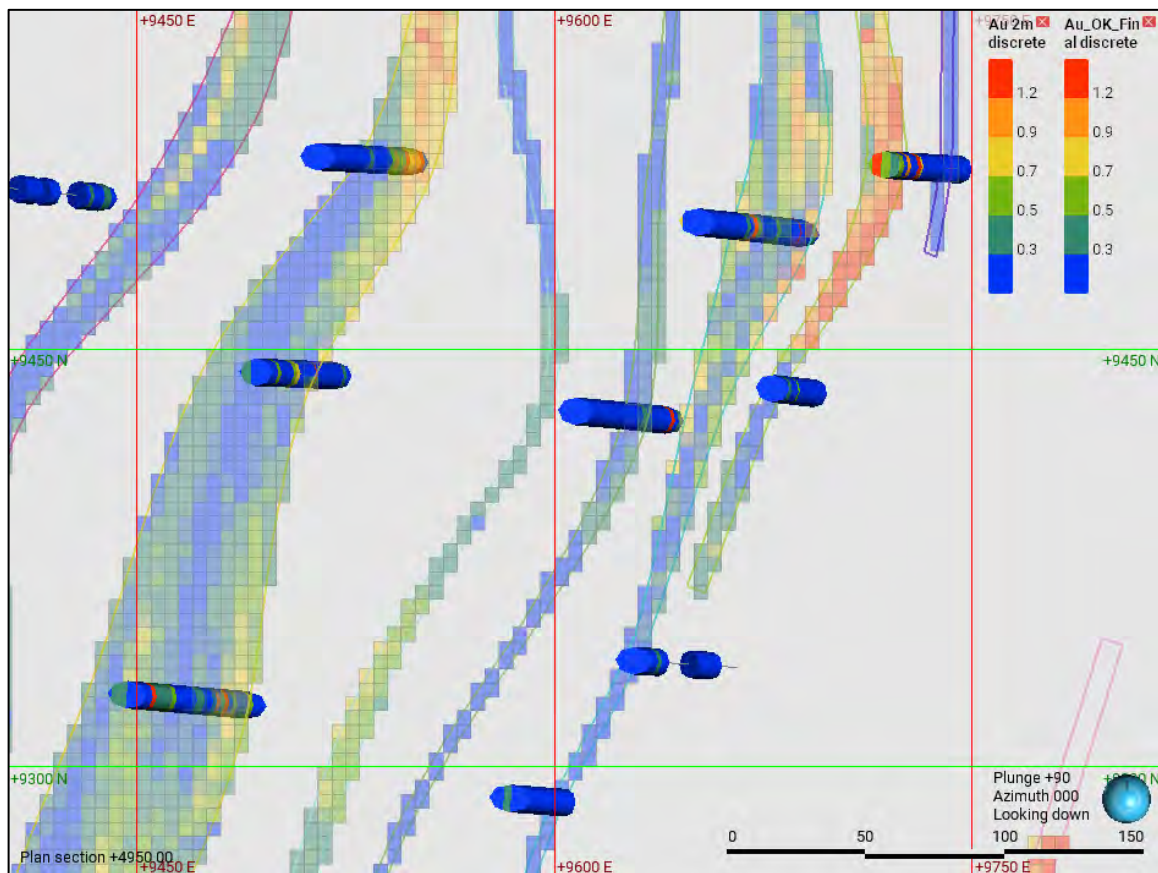 +9450 E
+9600 E
+9750 E
Au 2m
discrete
Au_OK_Fin
al discrete
1.2
1.2
0.9
0.9
0.7
0.7
0.5
0.5
0.3
0.3
+9450 N
+9450 N
+9300 N
Plunge +90
Azimuth 000
Looking down
0
50
100
150
Plan section +4950.00
+9450 E
+9600 E
+9750 E